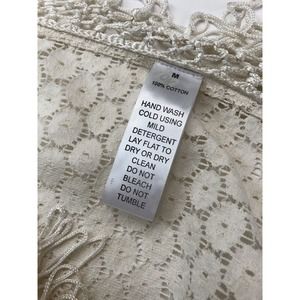 M
100% COTTON
HAND WASH
COLD USING
MILD
DETERGENT
LAY FLAT TO
DRY OR DRY
CLEAN
DO NOT
BLEACH
DO NOT
TUMBLE